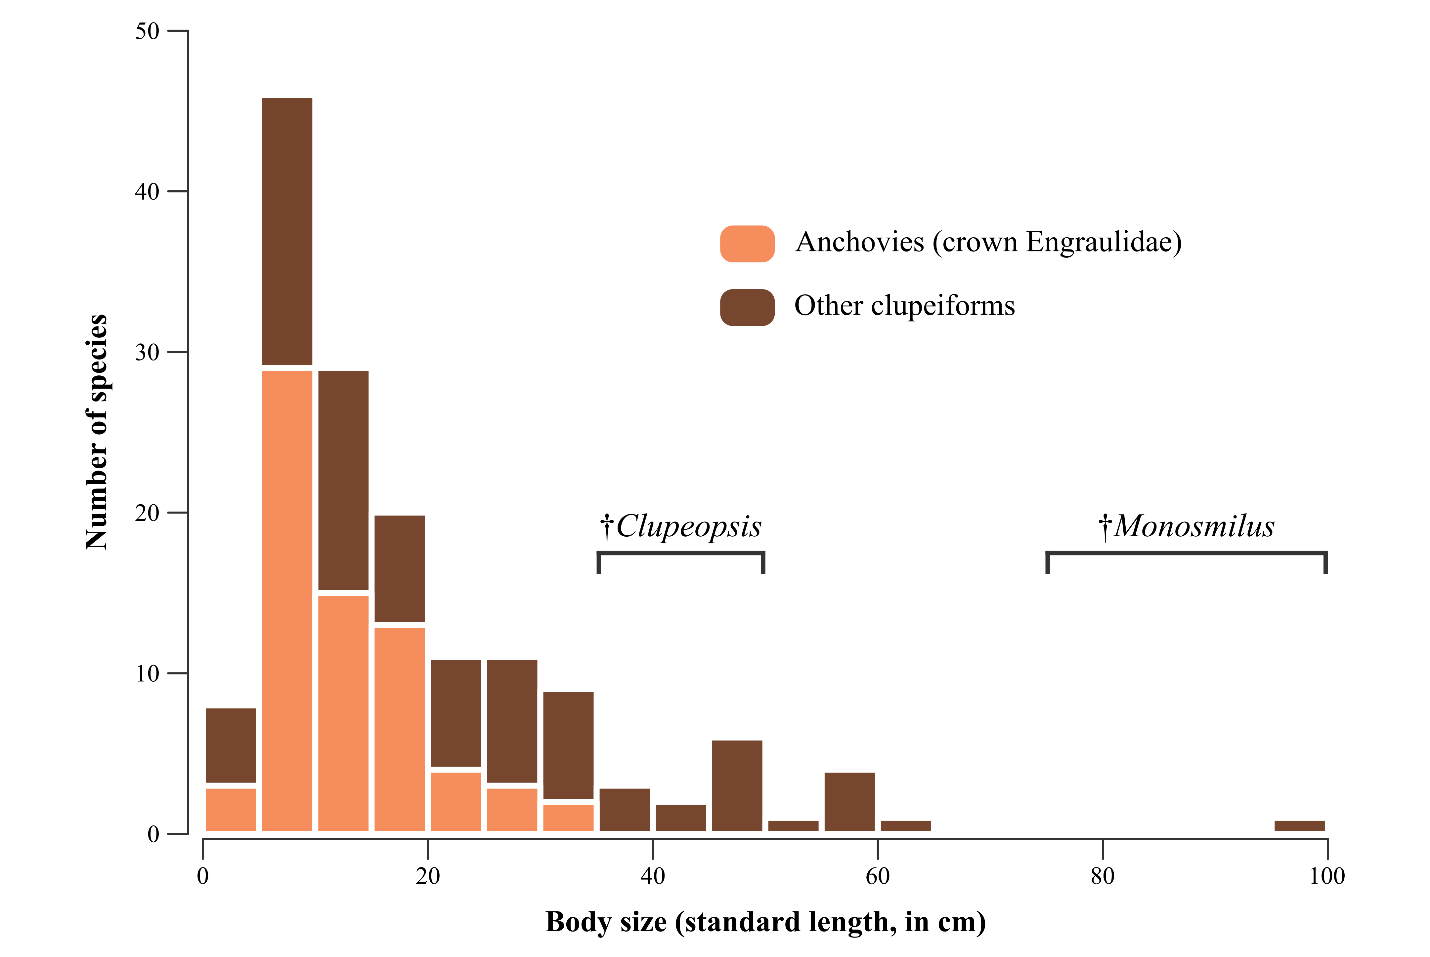 50
40
30
20
10
0
Number of species
Anchovies (crown Engraulidae)
Other clupeiforms
†Clupeopsis
†Monosmilus
0 20 40 60 80 100
Body size (standard length, in cm)